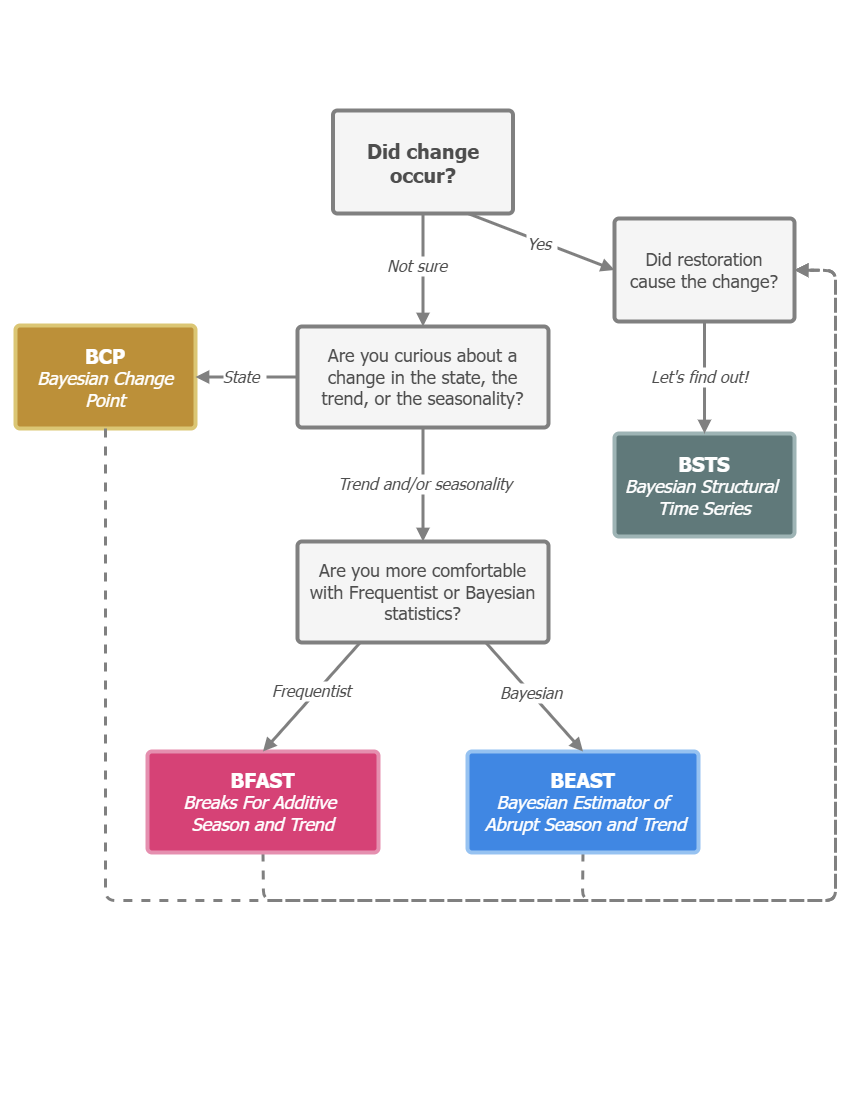 Did change
occur?
Yes
Not sure
Did restoration
cause the change?
BCP
Bayesian Change
Point
State
Are you curious about a
change in the state, the
trend, or the seasonality?
Let's find out!
BSTS
Bayesian Structural
Time Series
Trend and/or seasonality
Are you more comfortable
with Frequentist or Bayesian
statistics?
Frequentist
Bayesian
BFAST
Breaks For Additive
Season and Trend
BEAST
Bayesian Estimator of
Abrupt Season and Trend